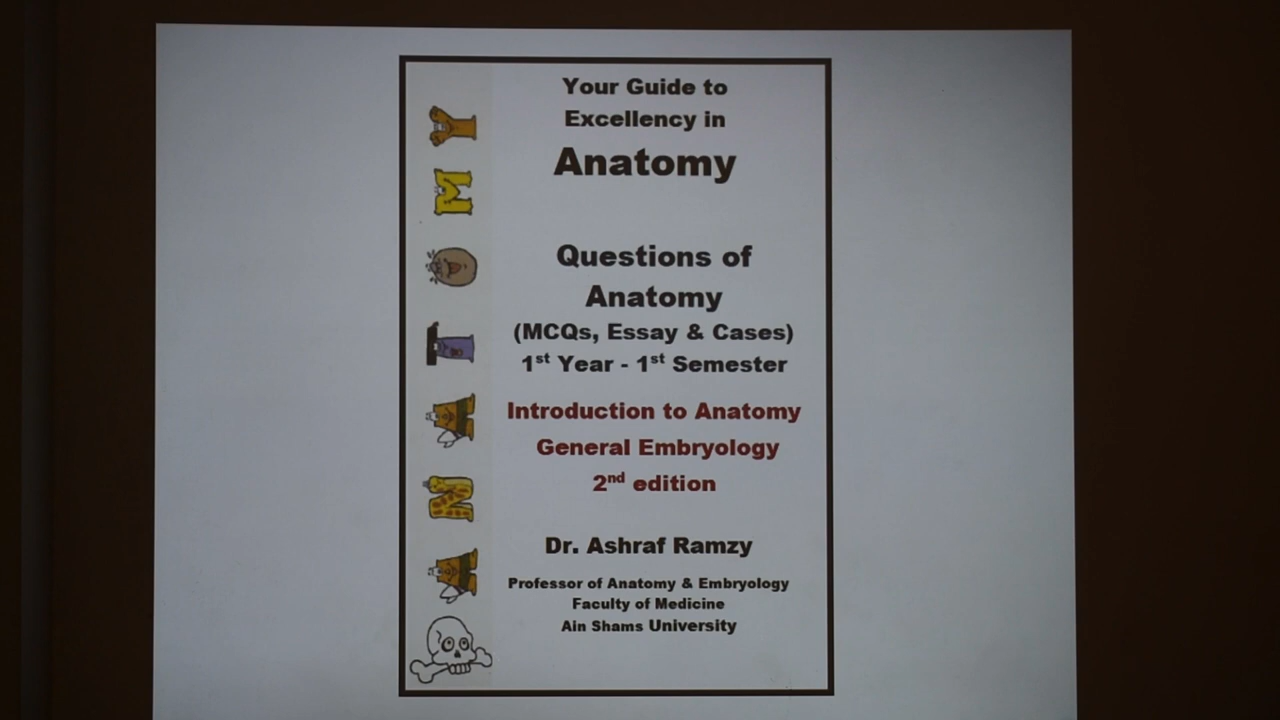 Your Guide to
Excellency in
Anatomy
Questions of
Anatomy
(MCQs, Essay & Cases)
1st Year - 1st Semester
Introduction to Anatomy
General Embryology
2nd edition
Dr. Ashraf Ramzy
Professor of Anatomy & Embryology
Faculty of Medicine
Ain Shams University
ANATOMY